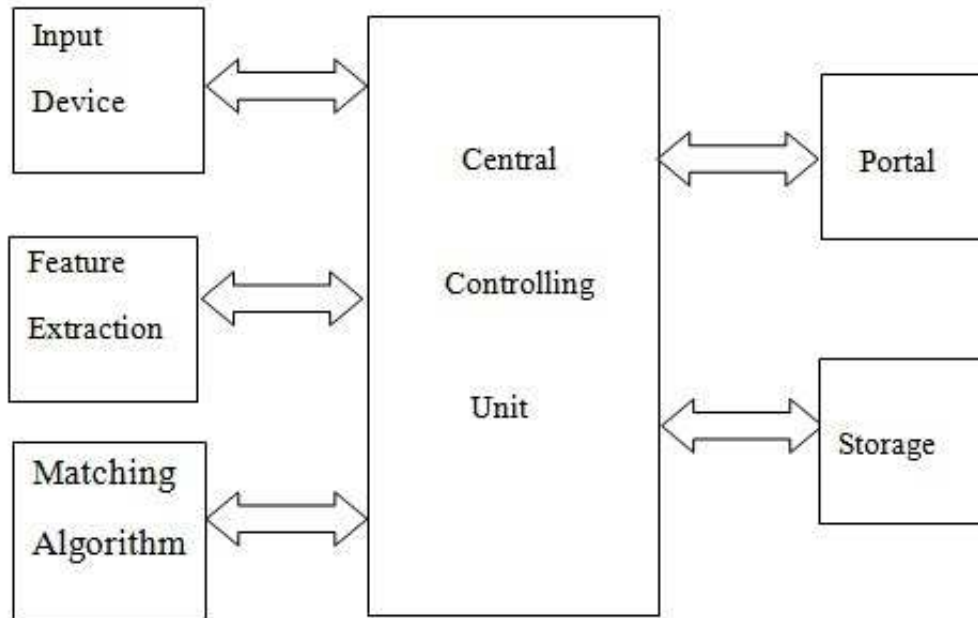 Input
Device
Feature
Extraction
Matching
Algorithm
Central
Controlling
Unit
Portal
Storage